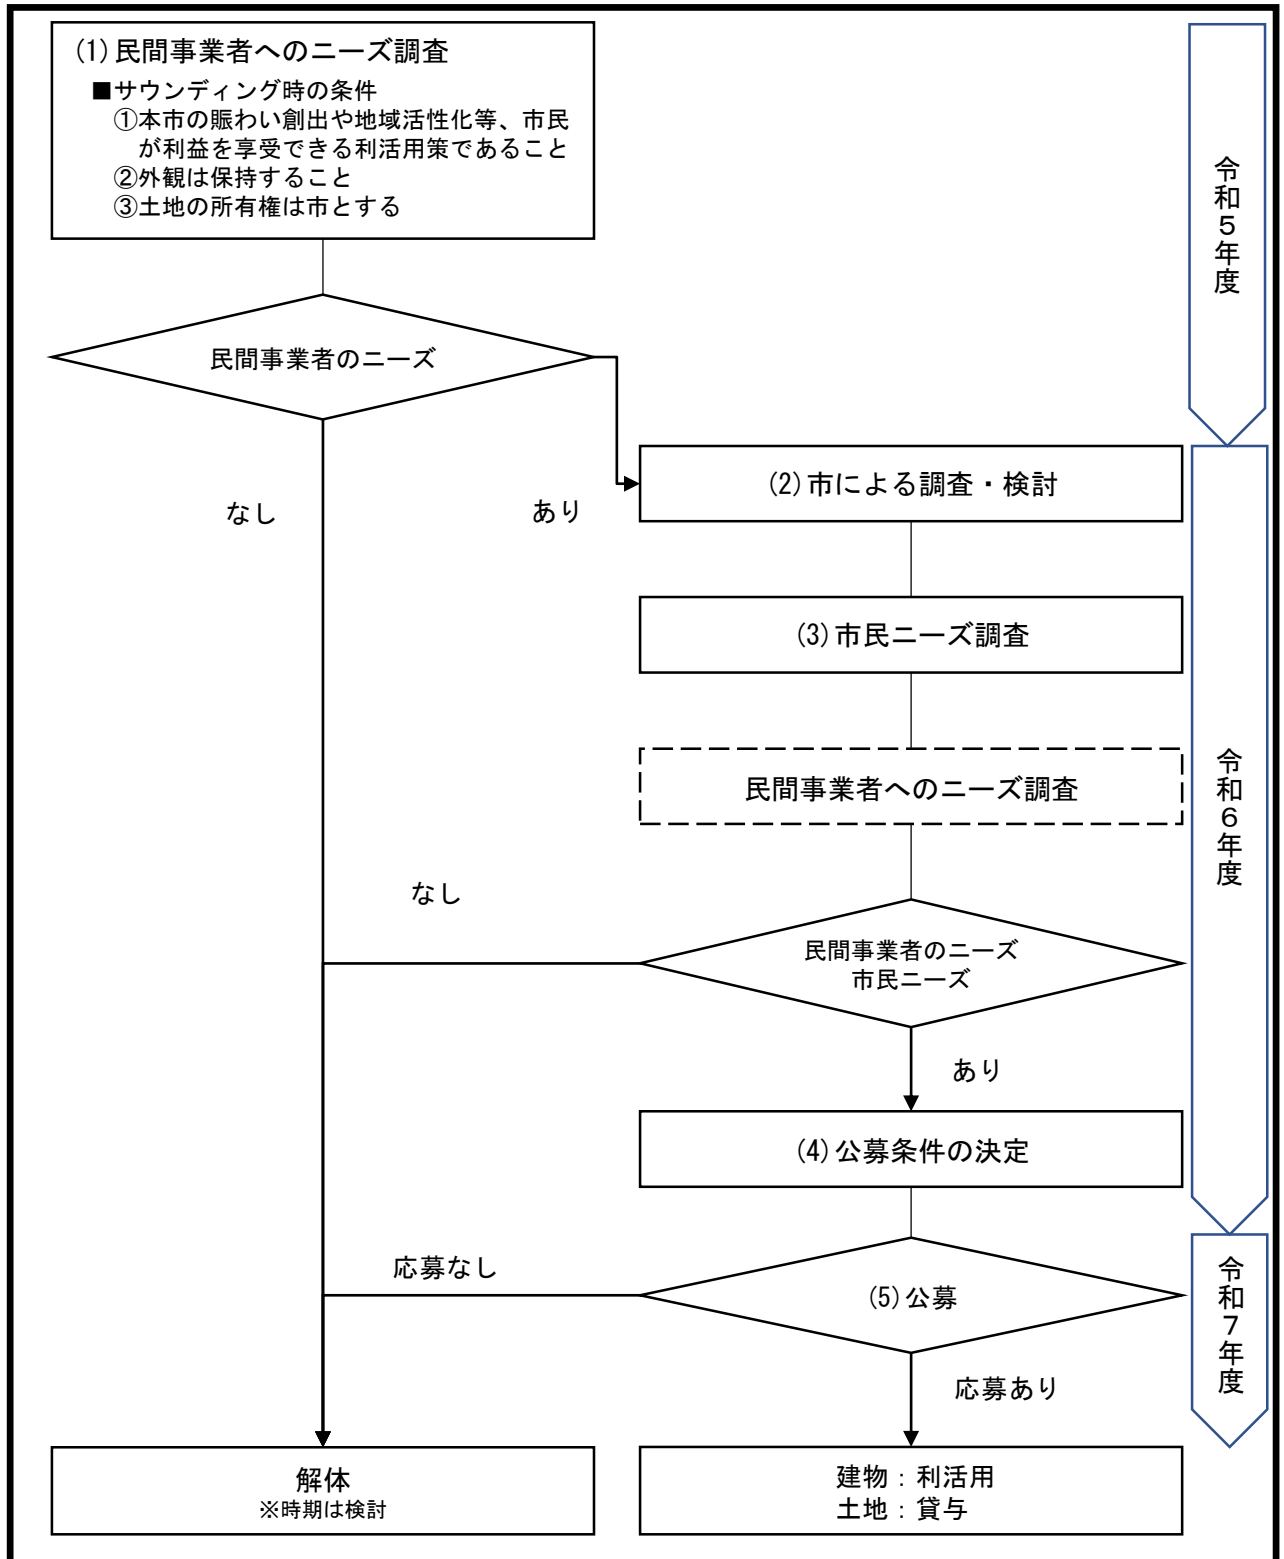 (1)民間事業者へのニーズ調査
■サウンディング時の条件
①本市の賑わい創出や地域活性化等、市民
が利益を享受できる利活用策であること
②外観は保持すること
③土地の所有権は市とする
令和5年度
民間事業者のニーズ
なし
あり
(2)市による調査・検討
(3)市民ニーズ調査
民間事業者へのニーズ調査
令和6年度
なし
民間事業者のニーズ
市民ニーズ
あり
(4)公募条件の決定
応募なし
(5)公募
令和7年度
応募あり
解体
※時期は検討
建物：利活用
土地：貸与